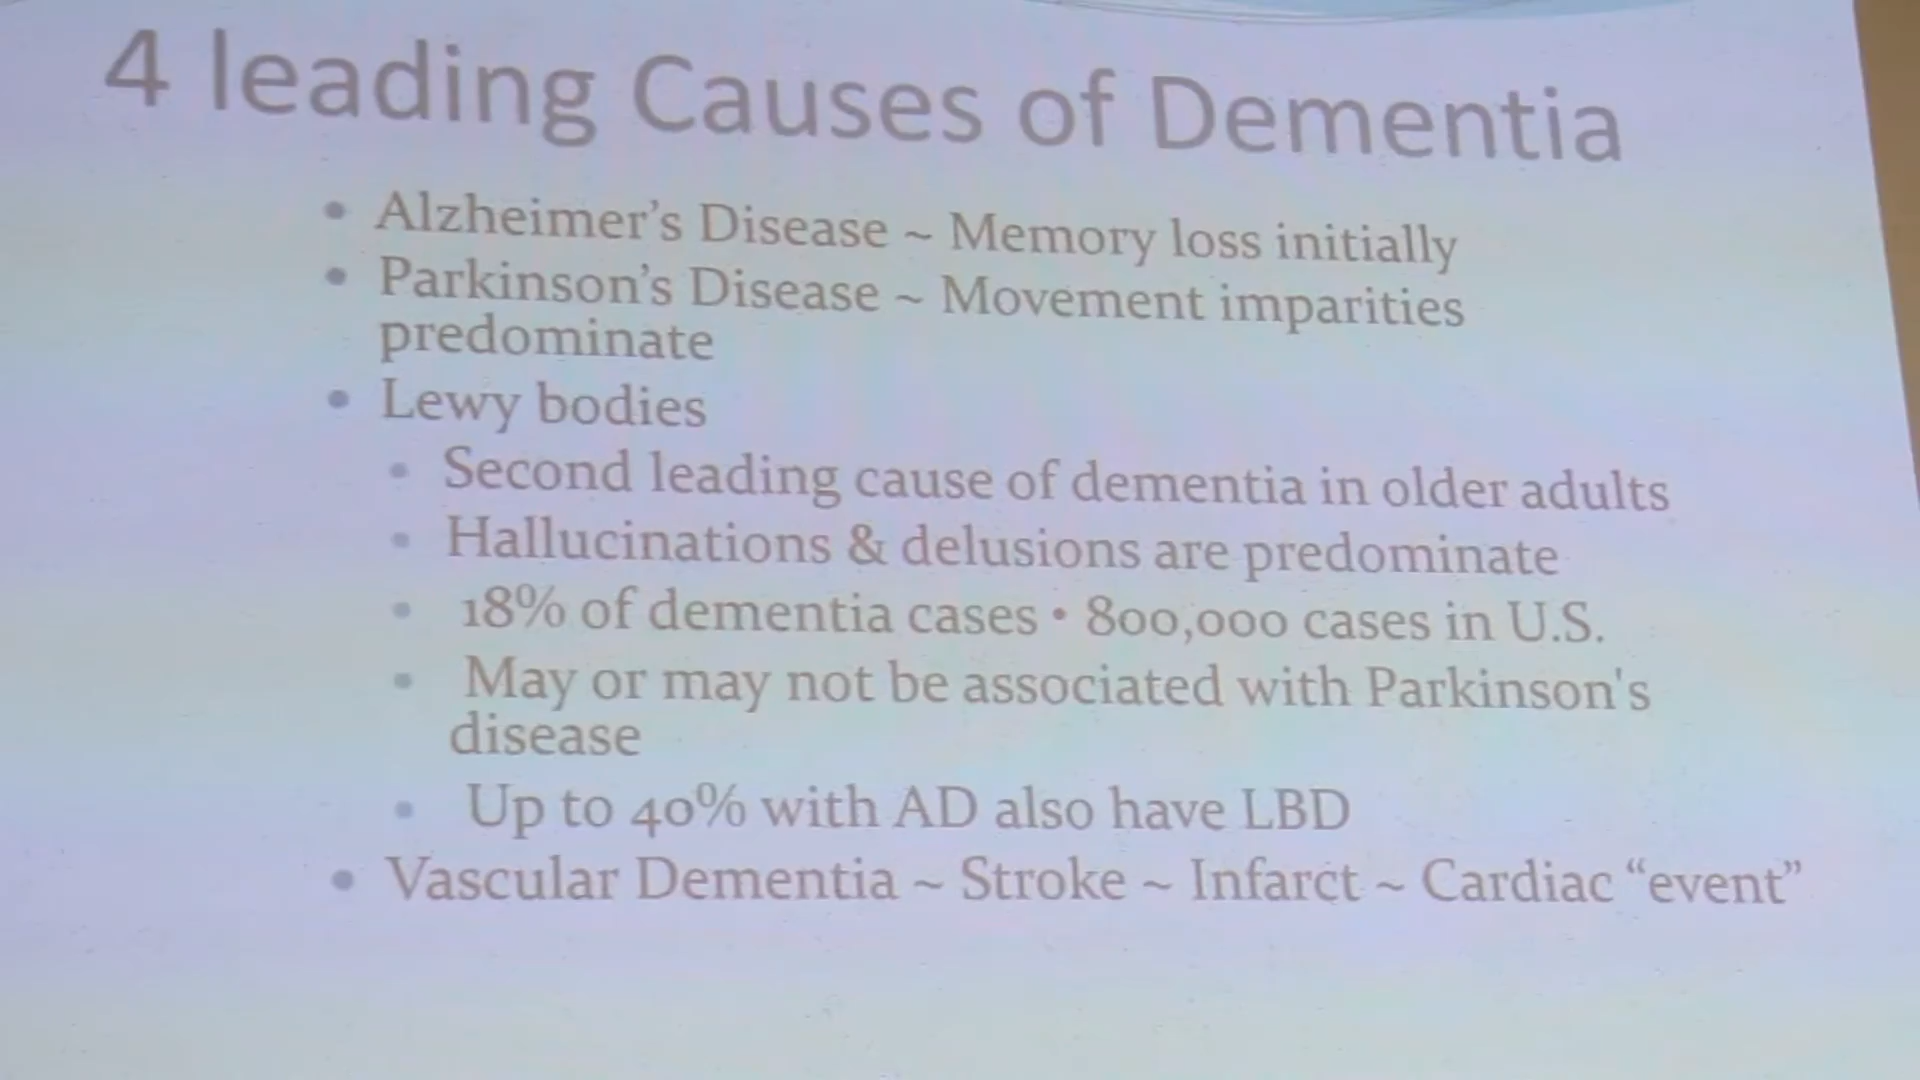 4 leading Causes of Dementia
• Alzheimer’s Disease ~ Memory loss initially
• Parkinson’s Disease ~ Movement imparities
predominate
• Lewy bodies
• Second leading cause of dementia in older adults
• Hallucinations & delusions are predominate
• 18% of dementia cases • 800,000 cases in U.S.
• May or may not be associated with Parkinson's
disease
• Up to 40% with AD also have LBD
• Vascular Dementia ~ Stroke ~ Infarct ~ Cardiac “event”